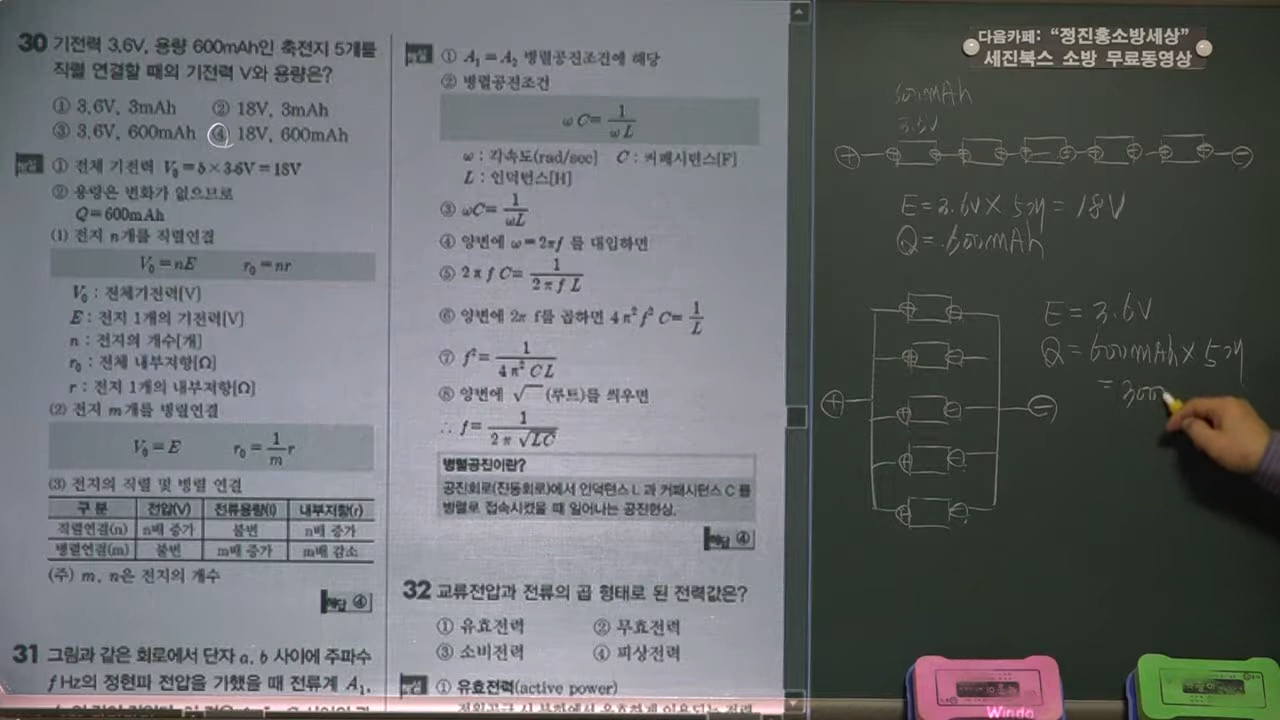 30 기전력 3.6V, 용량 600mAh인 축전지 5개를
직렬 연결할 때의 기전력 V와 용량은?
① 3.6V, 3mAh ② 18V, 3mAh
③ 3.6V, 600mAh ④ 18V, 600mAh
해설 ① 전체 기전력 V₀=5×3.6V=18V
② 용량은 변화가 없으므로
Q=600mAh
(1) 전지 n개를 직렬연결
V₀=nE r₀=nr
V₀ : 전체기전력[V]
E : 전지 1개의 기전력[V]
n : 전지의 개수[개]
r₀ : 전체 내부저항[Ω]
r : 전지 1개의 내부저항[Ω]
(2) 전지 m개를 병렬연결
V₀=E r₀=1/m r
(3) 전지의 직렬 및 병렬 연결
구 분 전압(V) 전류용량(I) 내부저항(r)
직렬연결(n) n배 증가 불변 n배 증가
병렬연결(m) 불변 m배 증가 m배 감소
(주) m, n은 전지의 개수
해답 ④
31 그림과 같은 회로에서 단자 a, b 사이에 주파수
f Hz의 정현파 전압을 가했을 때 전류계 A₁,
해설 ① A₁=A₂ 병렬공진조건에 해당
② 병렬공진조건
ωC=1/ωL
ω : 각속도[rad/sec] C : 커패시턴스[F]
L : 인덕턴스[H]
③ ωC=1/ωL
④ 양변에 ω=2πf 를 대입하면
⑤ 2πfC=1/2πfL
⑥ 양변에 2π f를 곱하면 4π²f²C=1/L
⑦ f²=1/4π²CL
⑧ 양변에 √ (루트)를 씌우면
∴ f=1/2π√LC
병렬공진이란?
공진회로(진동회로)에서 인덕턴스 L 과 커패시턴스 C 를
병렬로 접속시켰을 때 일어나는 공진현상.
해답 ④
32 교류전압과 전류의 곱 형태로 된 전력값은?
① 유효전력 ② 무효전력
③ 소비전력 ④ 피상전력
해설 ① 유효전력(active power)
다음카페: "정진홍소방세상"
세진북스 소방 무료동영상
600mAh
3.6V
⊕ ⊖
E=3.6V×5개=18V
Q=600mAh
E=3.6V
Q=600mAh×5개
=300
⊕ ⊖
Windo